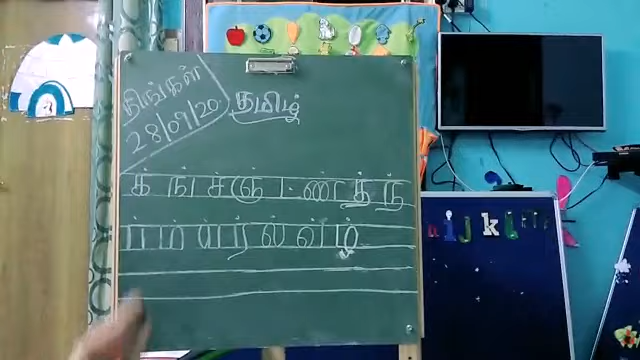 திங்கள்
28/09/20
தமிழ்
க் ங் ச் ஞ் ட் ண் த் ந்
ப் ம் ய் ர் ல் வ் ழ்
i J k L m